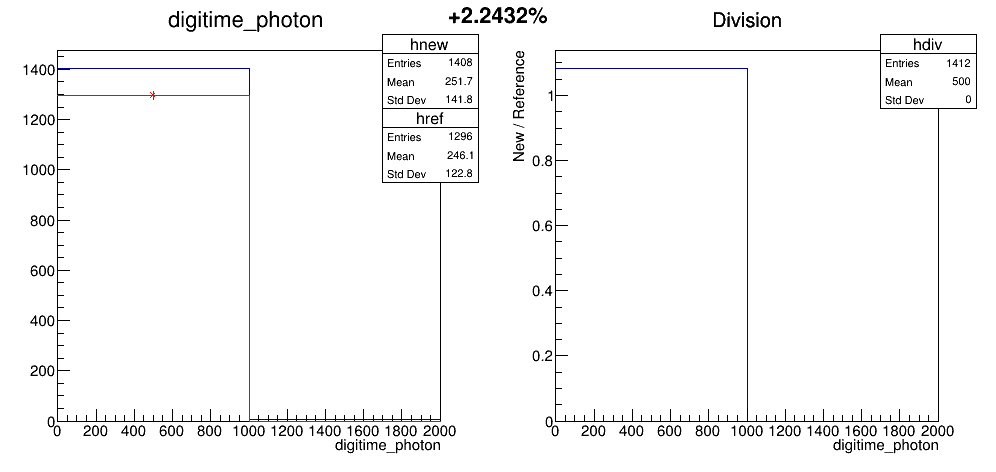 +2.2432%
digitime_photon
hnew
Entries 1408
Mean 251.7
Std Dev 141.8
href
Entries 1296
Mean 246.1
Std Dev 122.8
1400
1200
1000
800
600
400
200
0
0 200 400 600 800 1000 1200 1400 1600 1800 2000
digitime_photon
Division
hdiv
Entries 1412
Mean 500
Std Dev 0
New / Reference
1
0.8
0.6
0.4
0.2
0
0 200 400 600 800 1000 1200 1400 1600 1800 2000
digitime_photon